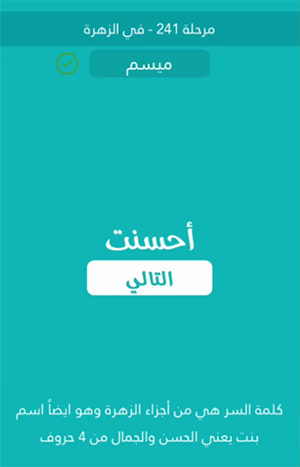 مرحلة 241 - في الزهرة
ميسم
أحسنت
التالي
كلمة السر هي من أجزاء الزهرة وهو ايضاً اسم
بنت يعني الحسن والجمال من 4 حروف